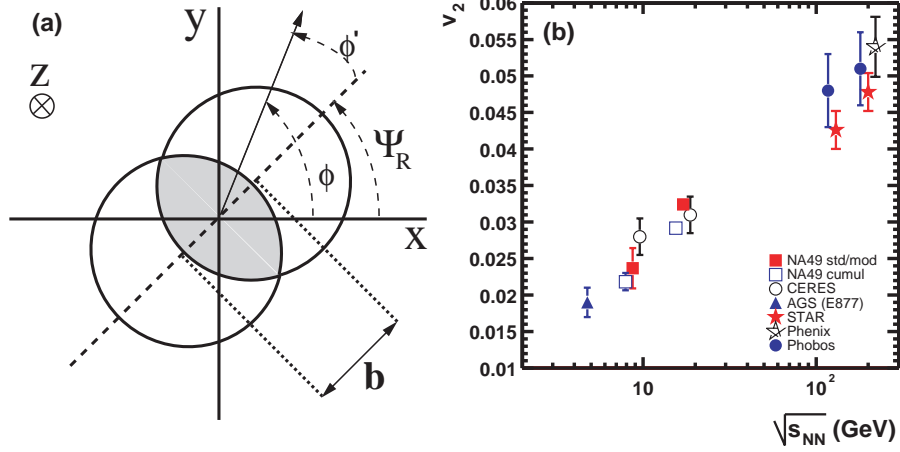 (a)
y
ϕ'
Z
Ψ_R
ϕ
X
b
v_2
(b)
0.06
0.055
0.05
0.045
0.04
0.035
0.03
0.025
0.02
0.015
0.01
NA49 std/mod
NA49 cumul
CERES
AGS (E877)
STAR
Phenix
Phobos
10
10^2
√s_NN (GeV)